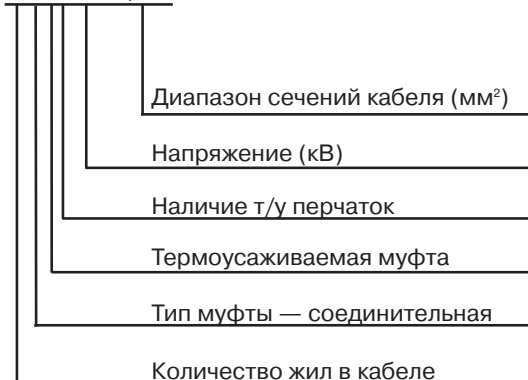 Диапазон сечений кабеля (мм²)
Напряжение (кВ)
Наличие т/у перчаток
Термоусаживаемая муфта
Тип муфты — соединительная
Количество жил в кабеле